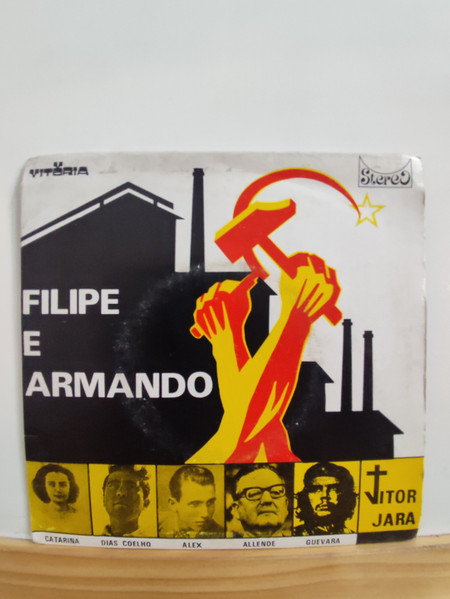 VITÓRIA
StereO
FILIPE
E
ARMANDO
VITOR
JARA
CATARINA DIAS COELHO ALEX ALLENDE GUEVARA